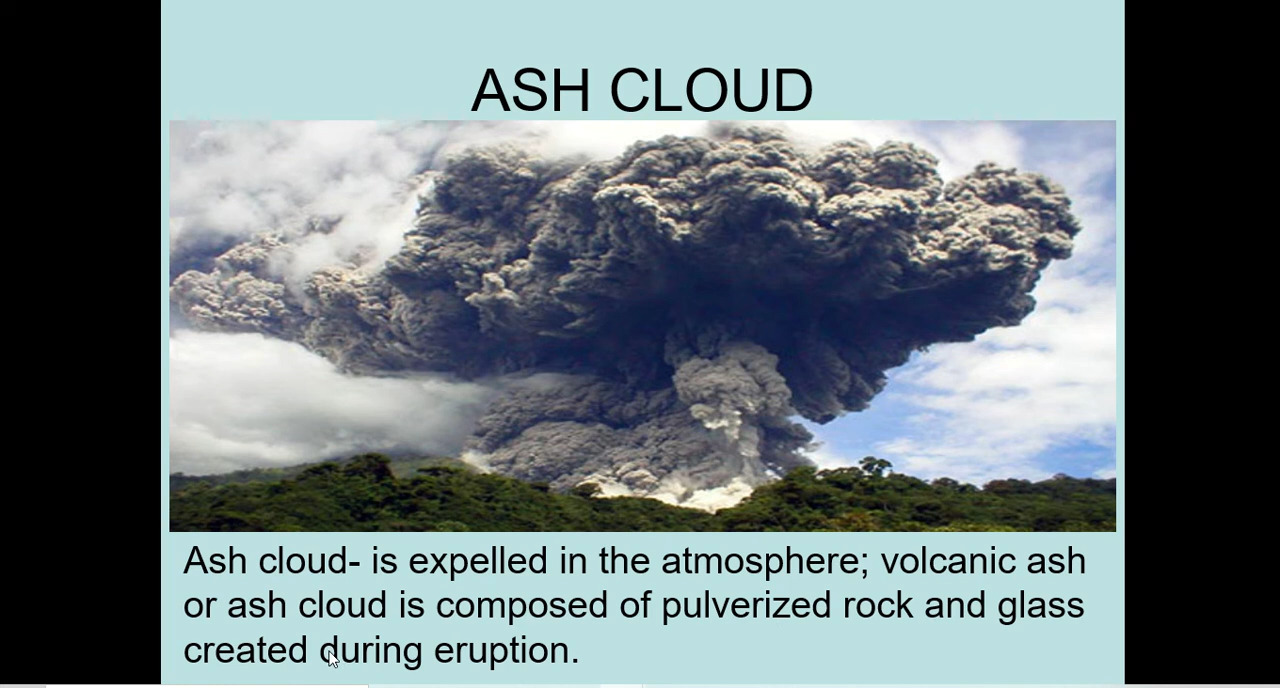 ASH CLOUD
Ash cloud- is expelled in the atmosphere; volcanic ash
or ash cloud is composed of pulverized rock and glass
created during eruption.